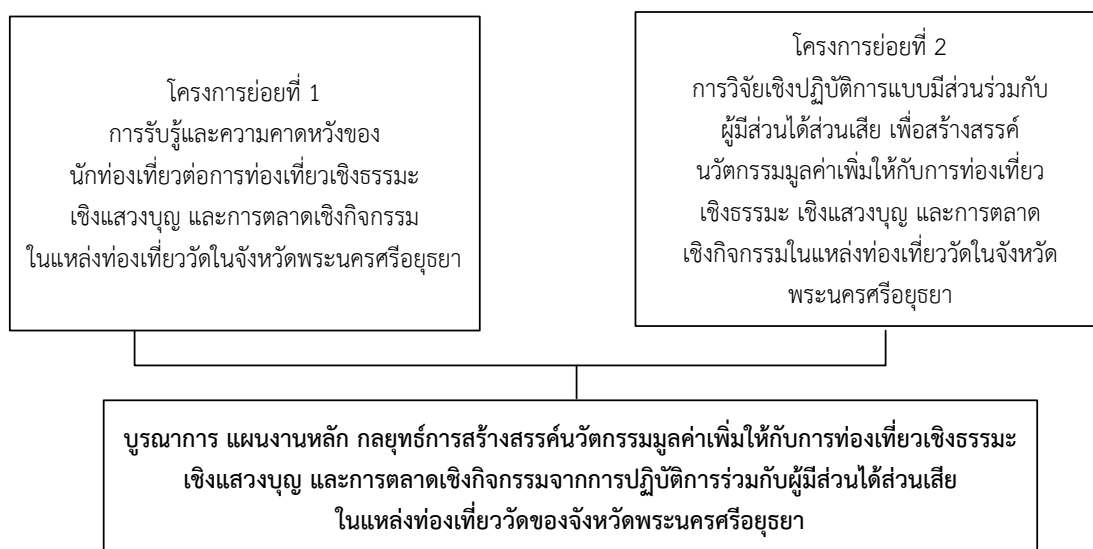 โครงการย่อยที่ 1
การรับรู้และความคาดหวังของ
นักท่องเที่ยวต่อการท่องเที่ยวเชิงธรรมะ
เชิงแสวงบุญ และการตลาดเชิงกิจกรรม
ในแหล่งท่องเที่ยววัดในจังหวัดพระนครศรีอยุธยา
โครงการย่อยที่ 2
การวิจัยเชิงปฏิบัติการแบบมีส่วนร่วมกับ
ผู้มีส่วนได้ส่วนเสีย เพื่อสร้างสรรค์
นวัตกรรมมูลค่าเพิ่มให้กับการท่องเที่ยว
เชิงธรรมะ เชิงแสวงบุญ และการตลาด
เชิงกิจกรรมในแหล่งท่องเที่ยววัดในจังหวัด
พระนครศรีอยุธยา
บูรณาการ แผนงานหลัก กลยุทธ์การสร้างสรรค์นวัตกรรมมูลค่าเพิ่มให้กับการท่องเที่ยวเชิงธรรมะ
เชิงแสวงบุญ และการตลาดเชิงกิจกรรมจากการปฏิบัติการร่วมกับผู้มีส่วนได้ส่วนเสีย
ในแหล่งท่องเที่ยววัดของจังหวัดพระนครศรีอยุธยา